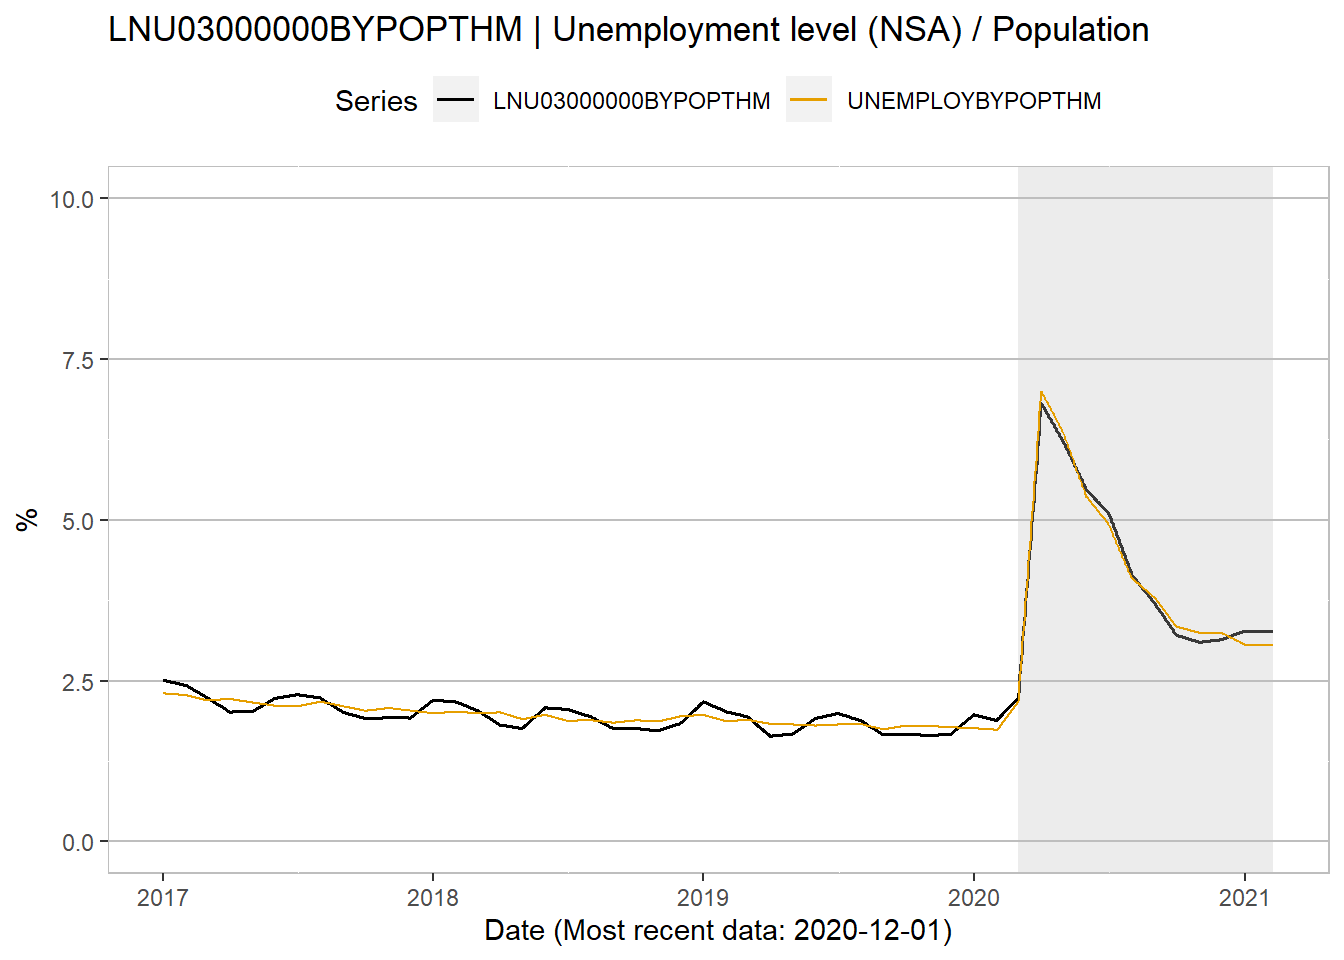 LNU03000000BYPOPTHM | Unemployment level (NSA) / Population
Series LNU03000000BYPOPTHM UNEMPLOYBYPOPTHM
10.0
7.5
5.0
2.5
0.0
%
2017 2018 2019 2020 2021
Date (Most recent data: 2020-12-01)